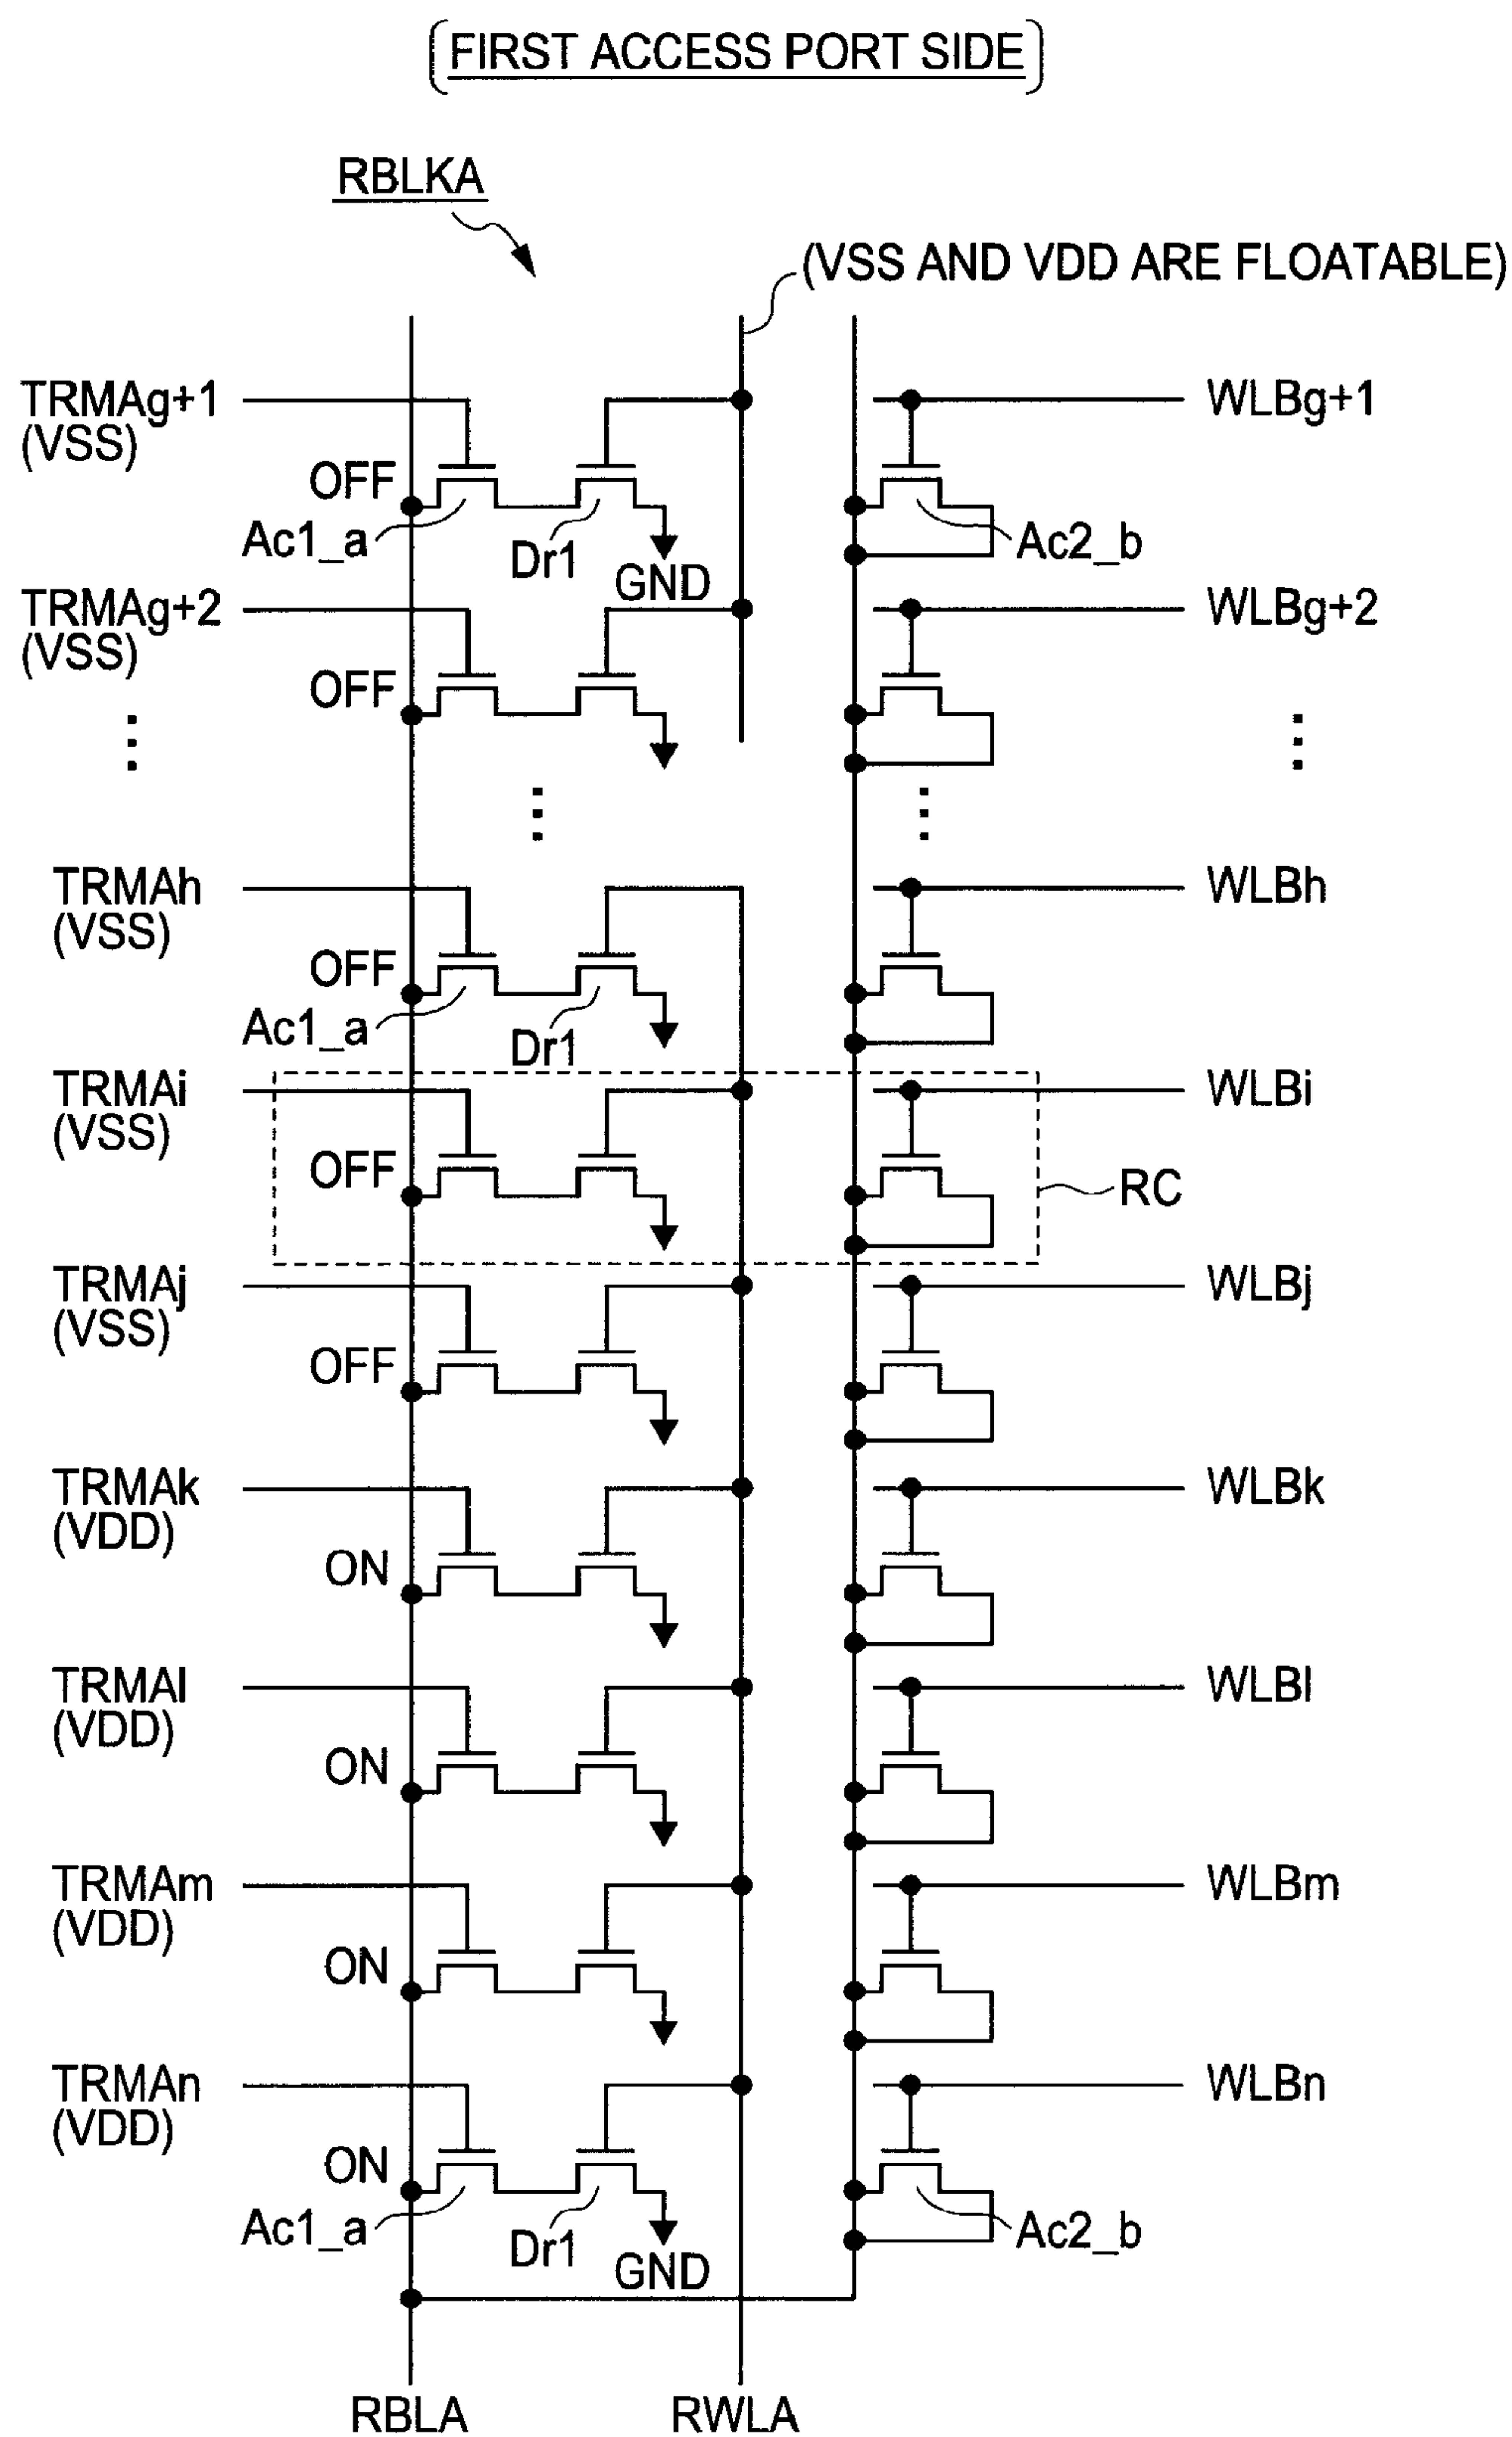 FIRST ACCESS PORT SIDE
RBLKA
(VSS AND VDD ARE FLOATABLE)
TRMAg+1
(VSS)
WLBg+1
OFF
Ac1_a
Dr1
GND
Ac2_b
TRMAg+2
(VSS)
WLBg+2
OFF
TRMAh
(VSS)
WLBh
OFF
Ac1_a
Dr1
TRMAi
(VSS)
WLBi
OFF
RC
TRMAj
(VSS)
WLBj
OFF
TRMAk
(VDD)
WLBk
ON
TRMAl
(VDD)
WLBl
ON
TRMAm
(VDD)
WLBm
ON
TRMAn
(VDD)
WLBn
ON
Ac1_a
Dr1
GND
Ac2_b
RBLA
RWLA